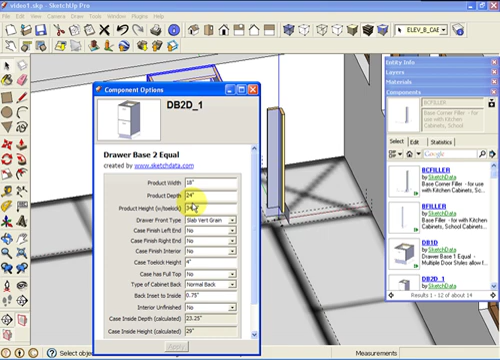 video1.skp - SketchUp Pro
File Edit View Camera Draw Tools Window Plugins Help
ELEV_B_CAB
Component Options
DB2D_1
Drawer Base 2 Equal
created by www.sketchdata.com
Product Width 18"
Product Depth 24"
Product Height (w/toekick)
Drawer Front Type Slab Vert Grain
Case Finish Left End No
Case Finish Right End No
Case Finish Interior No
Case Toekick Height 4"
Case has Full Top No
Type of Cabinet Back Normal Back
Back Inset to Inside 0.75"
Interior Unfinished No
Case Inside Depth (calculated) 23.25"
Case Inside Height (calculated) 29"
Apply
Entity Info
Layers
Materials
Components
BCFILLER
Base Corner Filler - for use with Kitchen Cabinets, School
Select Edit Statistics
Google
BCFILLER
by SketchData
Base Corner Filler - for use with Kitchen Cabinets, School C...
BFILLER
by SketchData
Base Filler - for use with Kitchen Cabinets, School Cabinets...
DB1D
by SketchData
Drawer Base 1 Equal - Multiple Door Styles allow f...
DB2D_1
by SketchData
Results 1 - 12 of about 14
Select objec
Measurements